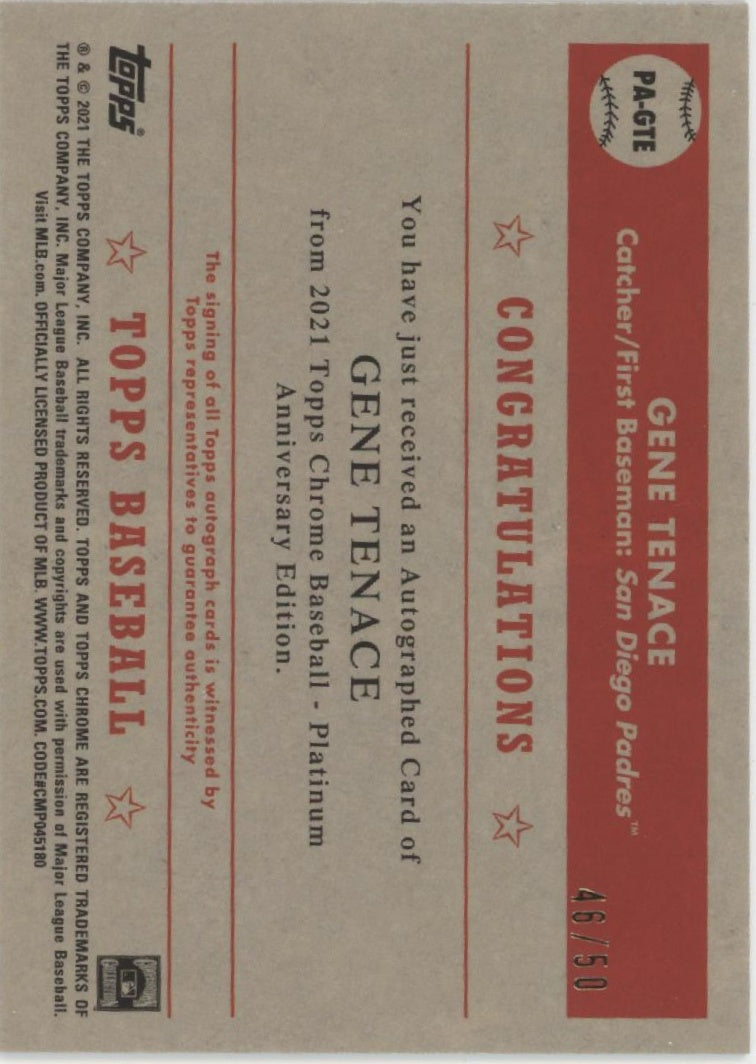 PA-GTE
GENE TENACE
Catcher/First Baseman: San Diego Padres™
46/50
CONGRATULATIONS
You have just received an Autographed Card of
GENE TENACE
from 2021 Topps Chrome Baseball - Platinum
Anniversary Edition.
The signing of all Topps autograph cards is witnessed by
Topps representatives to guarantee authenticity
TOPPS BASEBALL
topps®
® & © 2021 THE TOPPS COMPANY, INC. ALL RIGHTS RESERVED. TOPPS AND TOPPS CHROME ARE REGISTERED TRADEMARKS OF
THE TOPPS COMPANY, INC. Major League Baseball trademarks and copyrights are used with permission of Major League Baseball.
Visit MLB.com. OFFICIALLY LICENSED PRODUCT OF MLB. WWW.TOPPS.COM. CODE#CMP045180